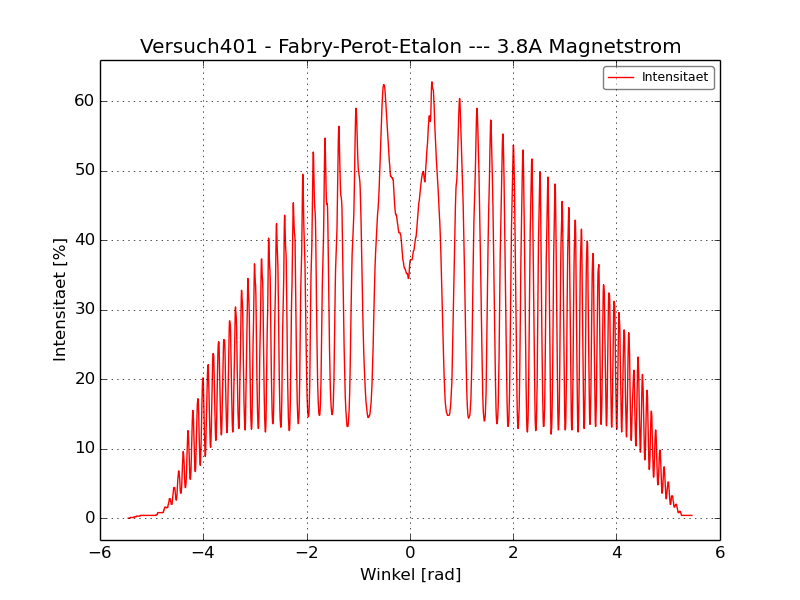 Versuch401 - Fabry-Perot-Etalon --- 3.8A Magnetstrom
Intensitaet
Intensitaet [%]
60
50
40
30
20
10
0
−6 −4 −2 0 2 4 6
Winkel [rad]